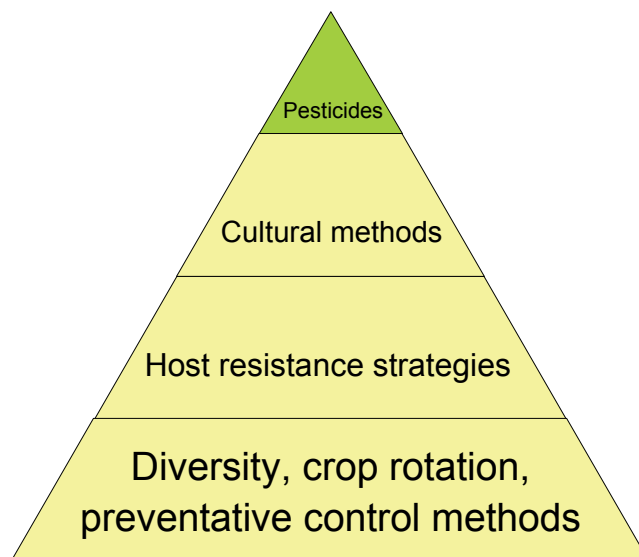 Pesticides
Cultural methods
Host resistance strategies
Diversity, crop rotation,
preventative control methods